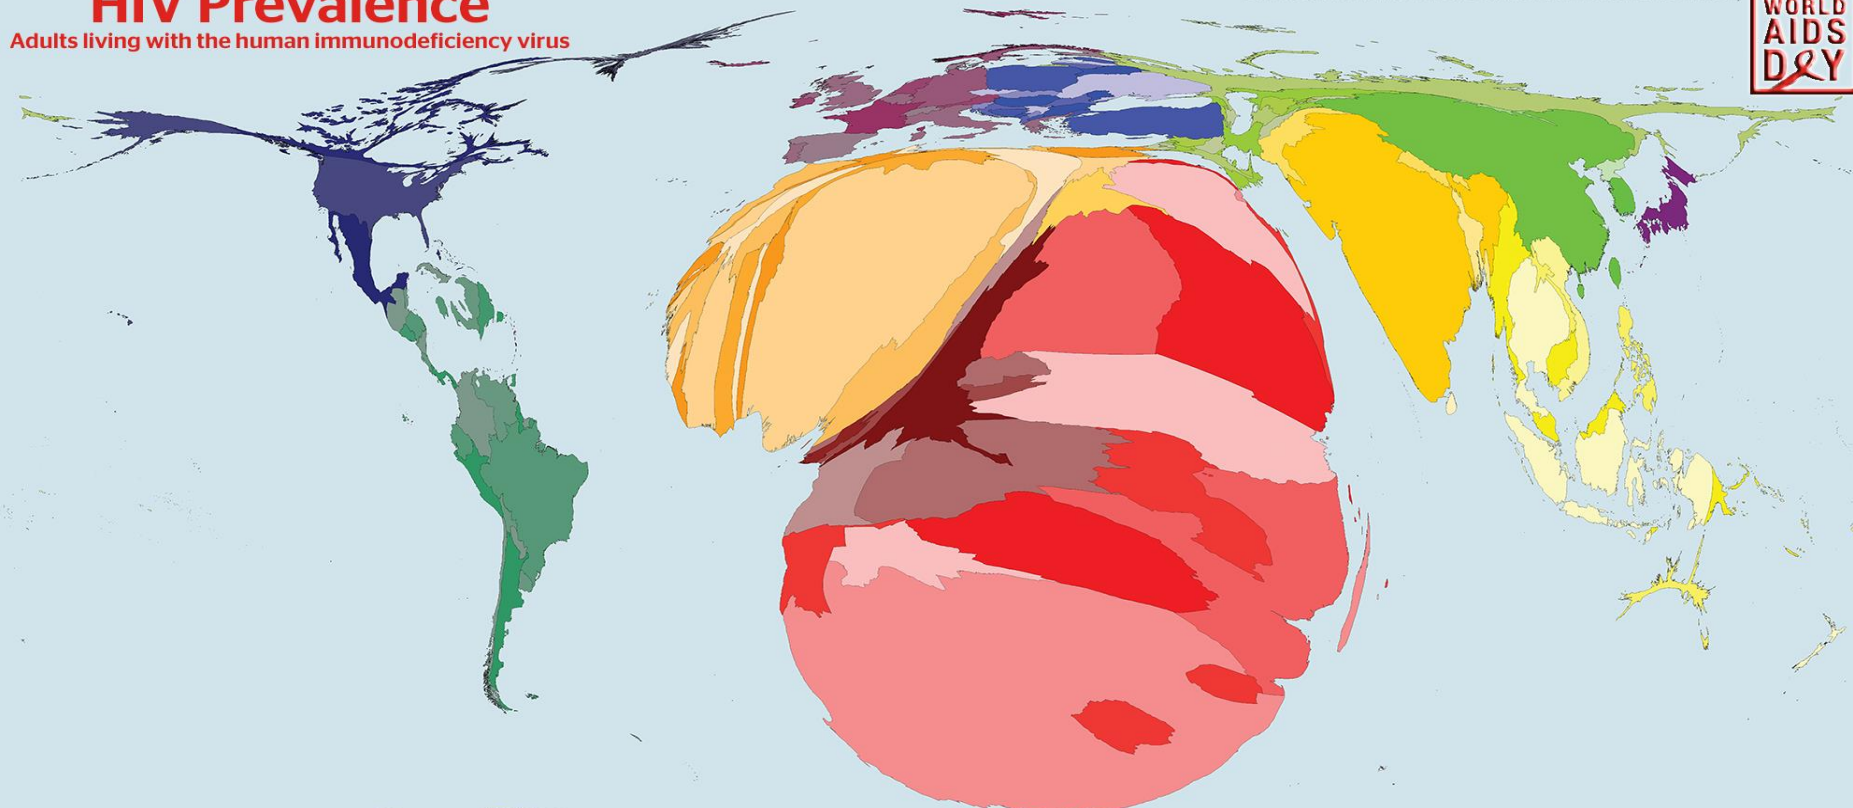 HIV Prevalence
Adults living with the human immunodeficiency virus
WORLD
AIDS
DAY